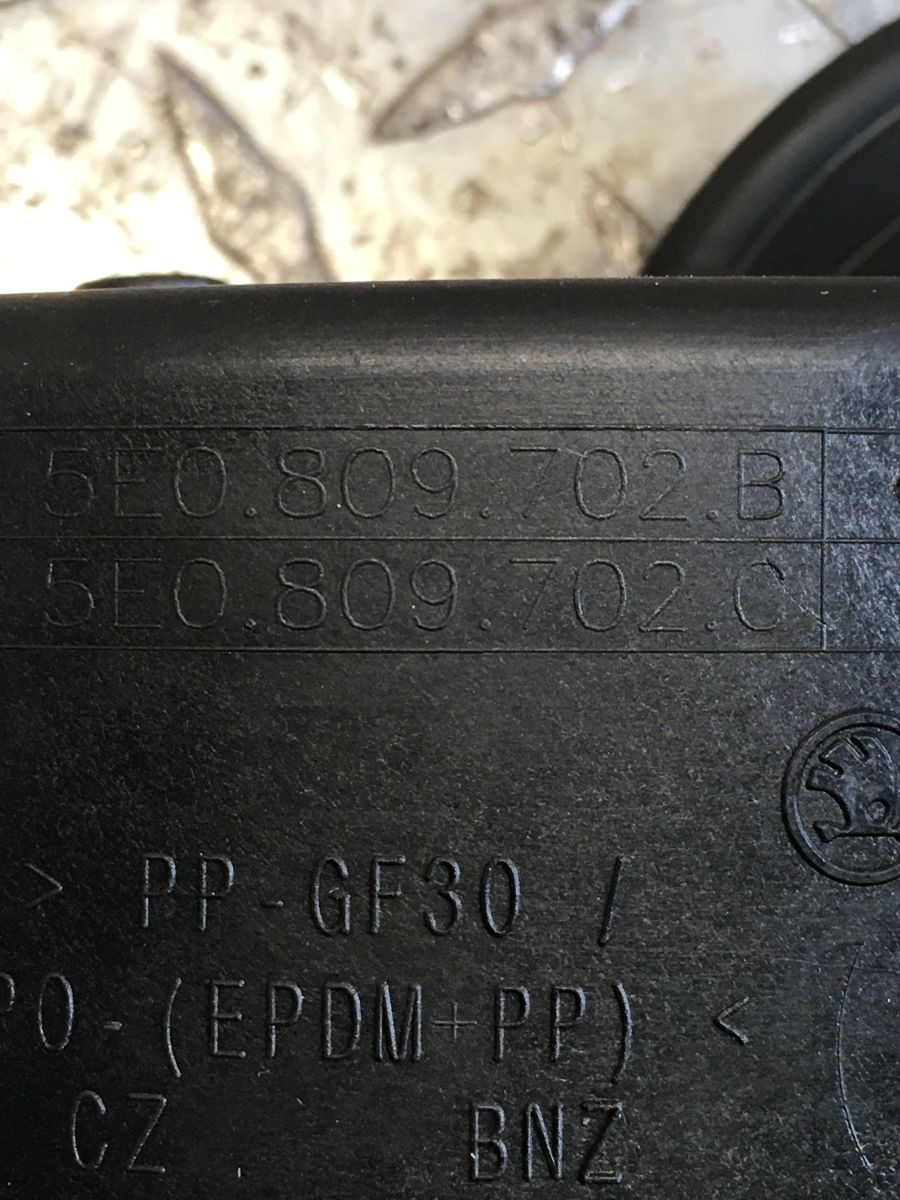 5E0.809.702.B
5E0.809.702.C
> PP-GF30 /
PO-(EPDM+PP) <
CZ BNZ